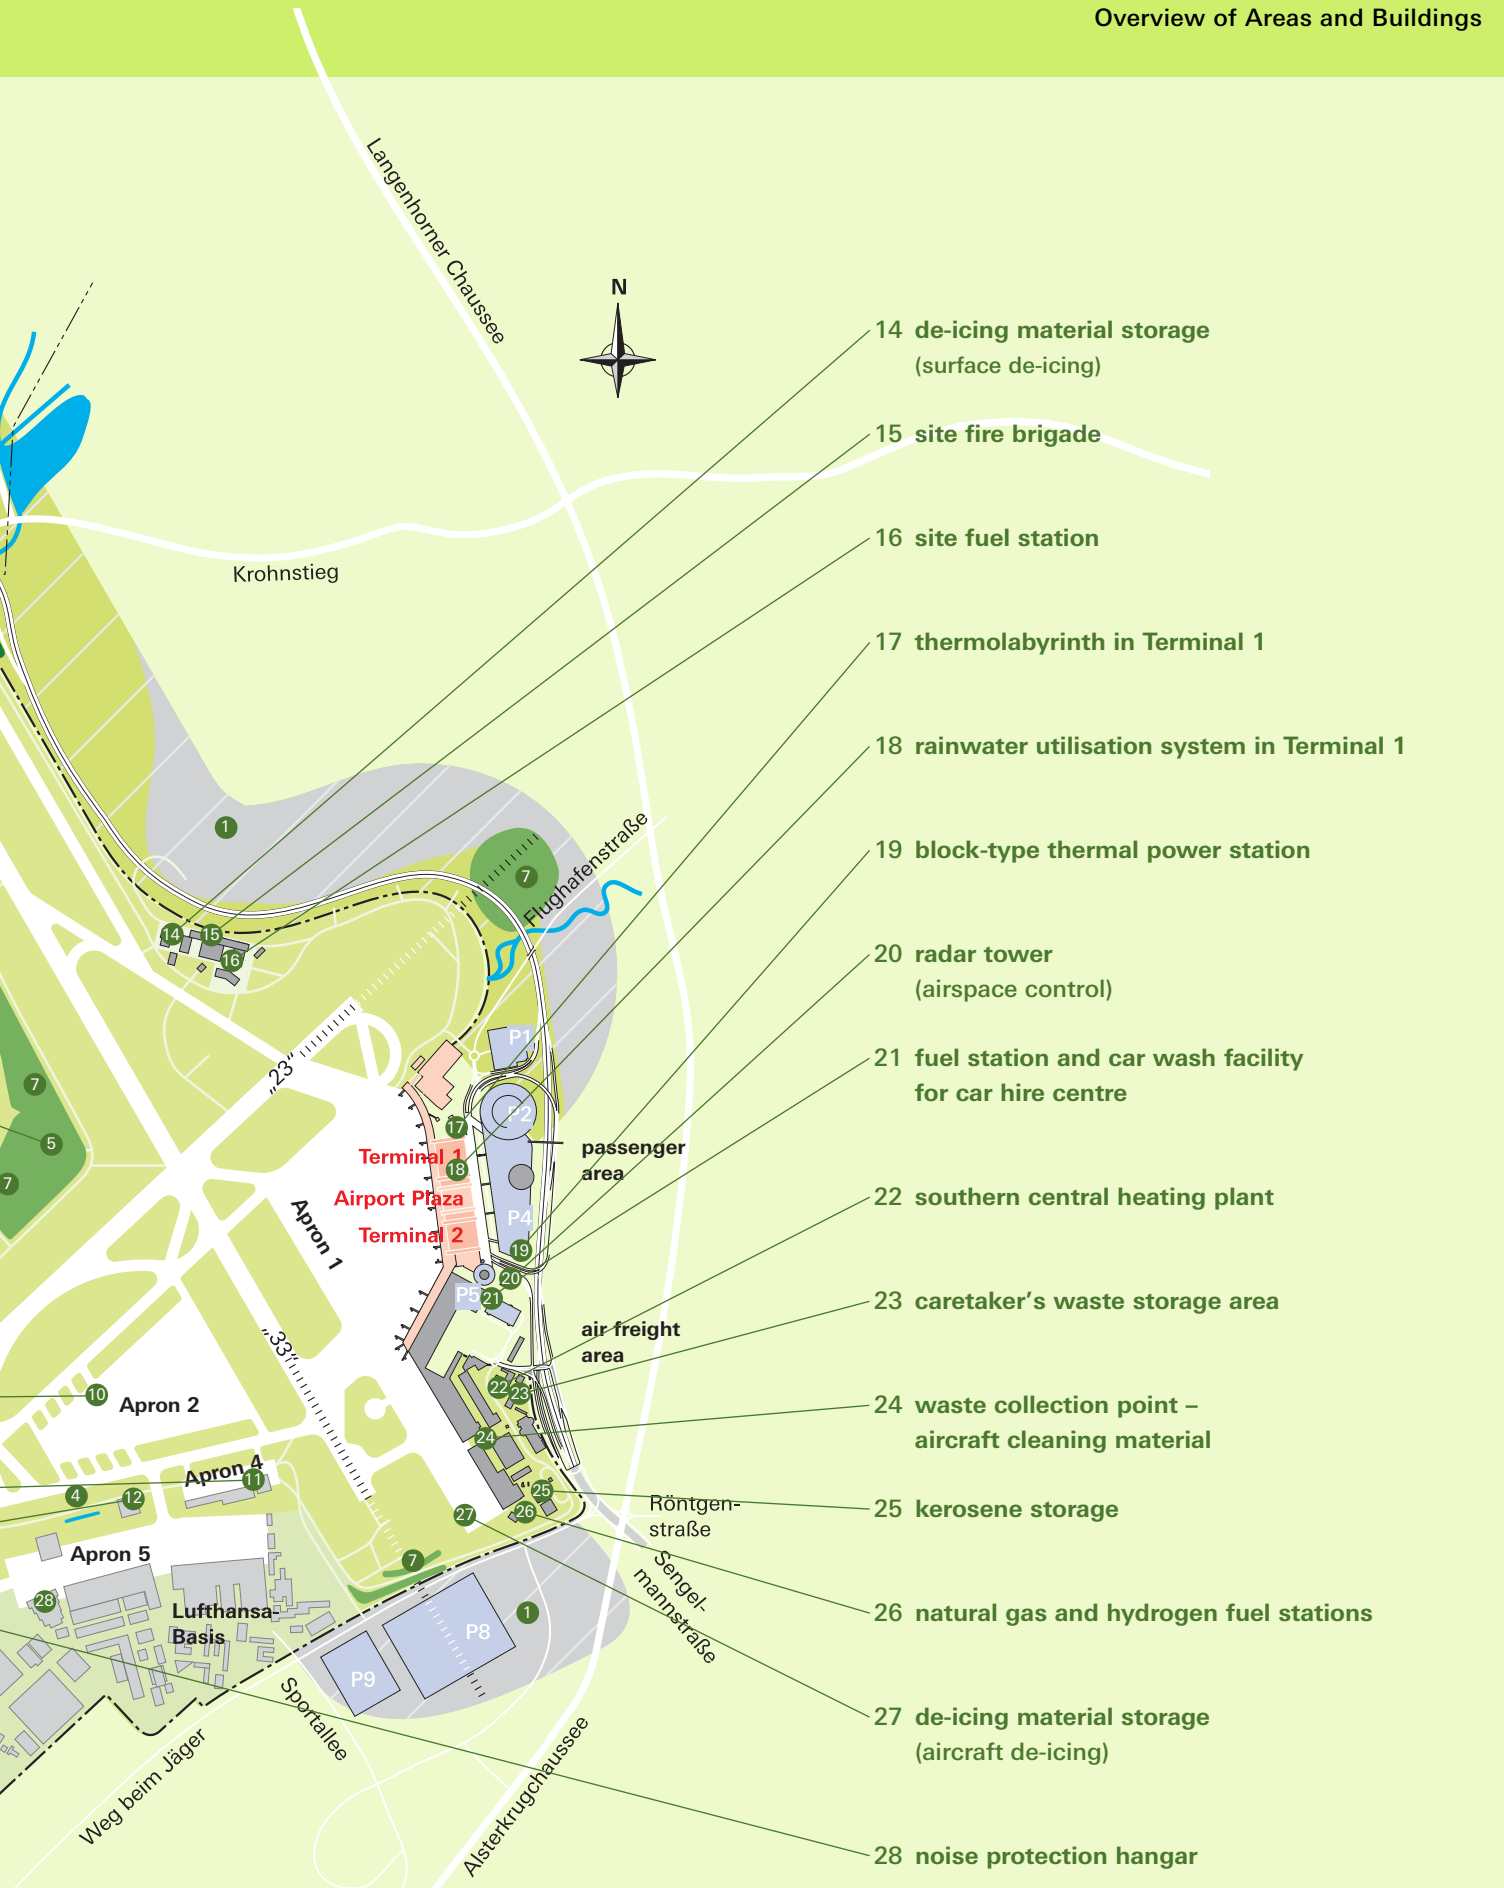 Overview of Areas and Buildings
Langenhorner Chaussee
N
14 de-icing material storage
(surface de-icing)
15 site fire brigade
16 site fuel station
Krohnstieg
17 thermolabyrinth in Terminal 1
18 rainwater utilisation system in Terminal 1
1
Flughafenstraße
19 block-type thermal power station
7
14
15
16
20 radar tower
(airspace control)
P1
„23“
21 fuel station and car wash facility
for car hire centre
7
P2
17
5
passenger
area
Terminal 1
18
7
Airport Plaza
22 southern central heating plant
Apron 1
P4
Terminal 2
19
20
P5
21
23 caretaker’s waste storage area
„33“
air freight
area
22
23
10
Apron 2
24 waste collection point –
aircraft cleaning material
24
Apron 4
11
4
12
25
Röntgen-
straße
25 kerosene storage
27
26
Apron 5
7
Sengel-
mannstraße
28
Lufthansa-
Basis
1
26 natural gas and hydrogen fuel stations
P8
P9
Sportallee
27 de-icing material storage
(aircraft de-icing)
Weg beim Jäger
Alsterkrugchaussee
28 noise protection hangar